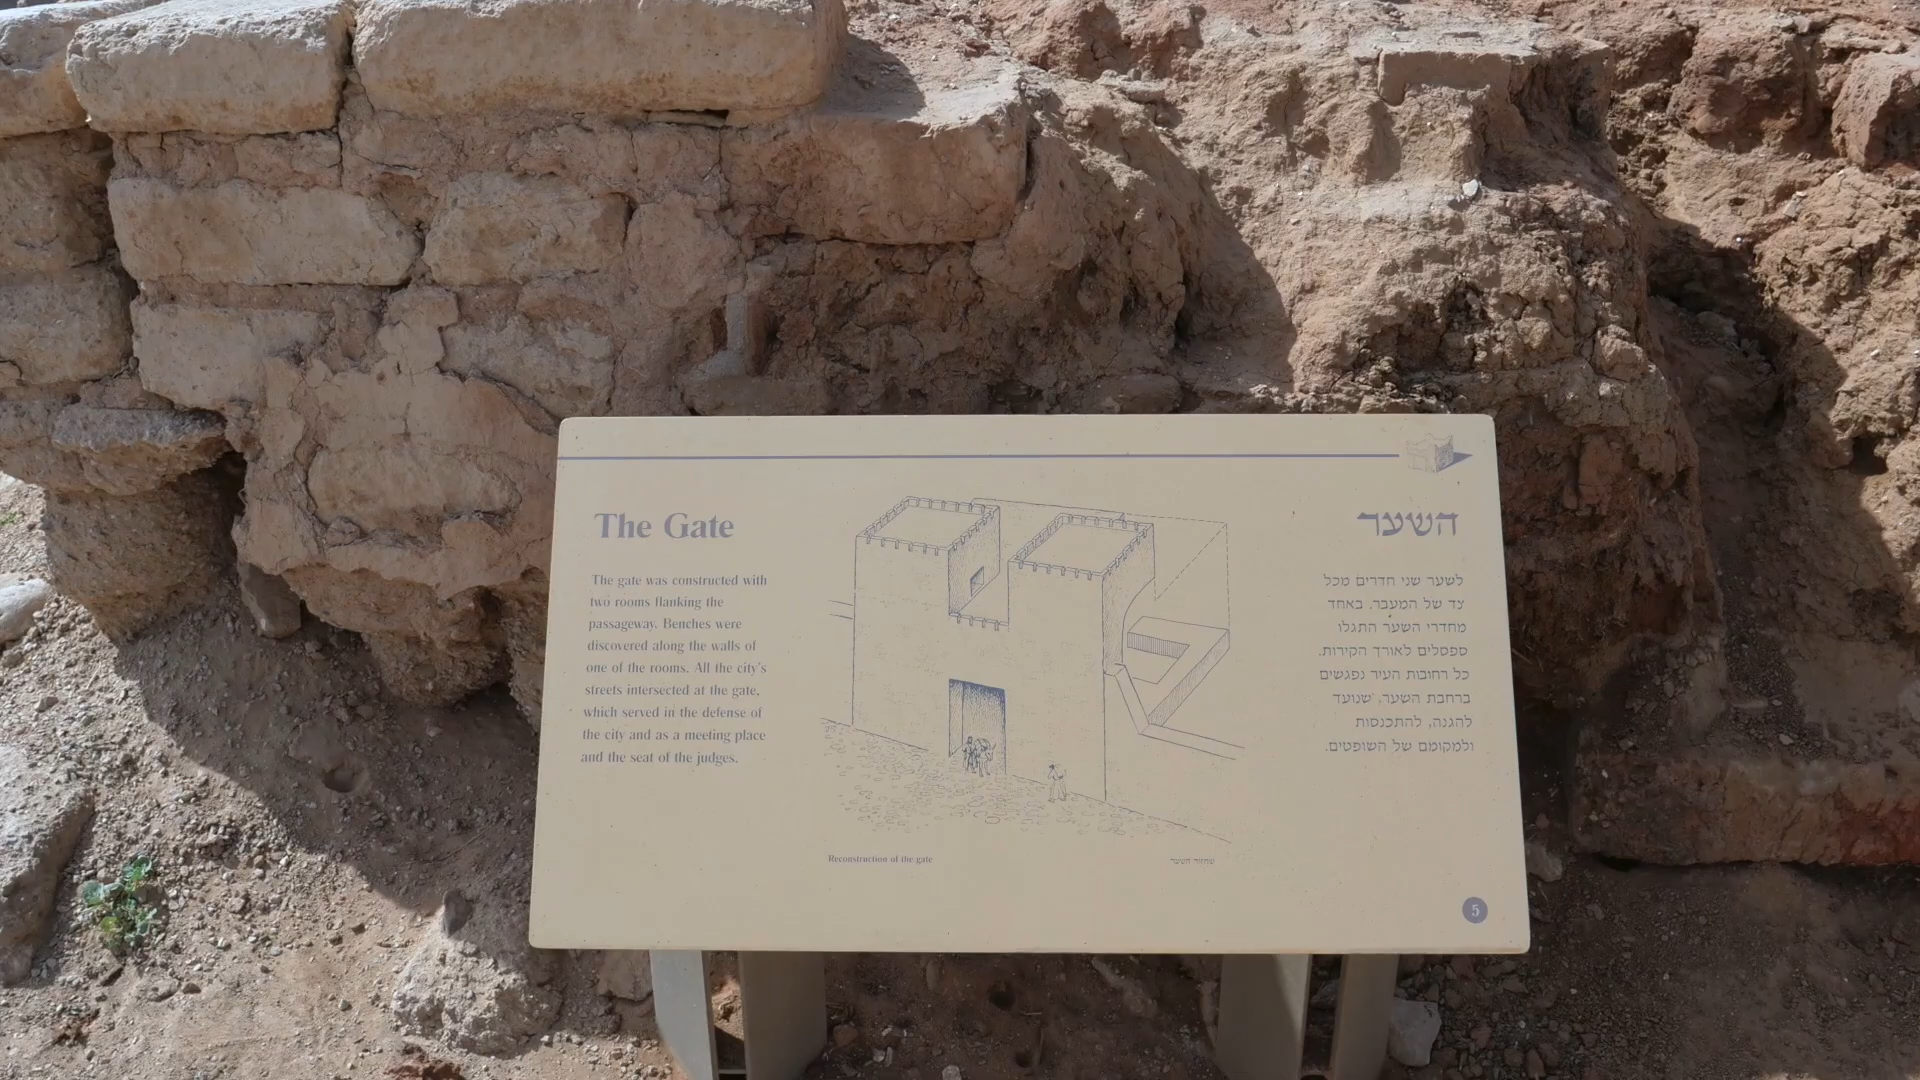 The Gate
The gate was constructed with
two rooms flanking the
passageway. Benches were
discovered along the walls of
one of the rooms. All the city's
streets intersected at the gate,
which served in the defense of
the city and as a meeting place
and the seat of the judges.
Reconstruction of the gate
השער
לשער שני חדרים מכל
צד של המעבר. באחד
מחדרי השער התגלו
ספסלים לאורך הקירות.
כל רחובות העיר נפגשים
ברחבת השער, שנועד
להגנה, להתכנסות
ולמקומם של השופטים.
שחזור השער
5